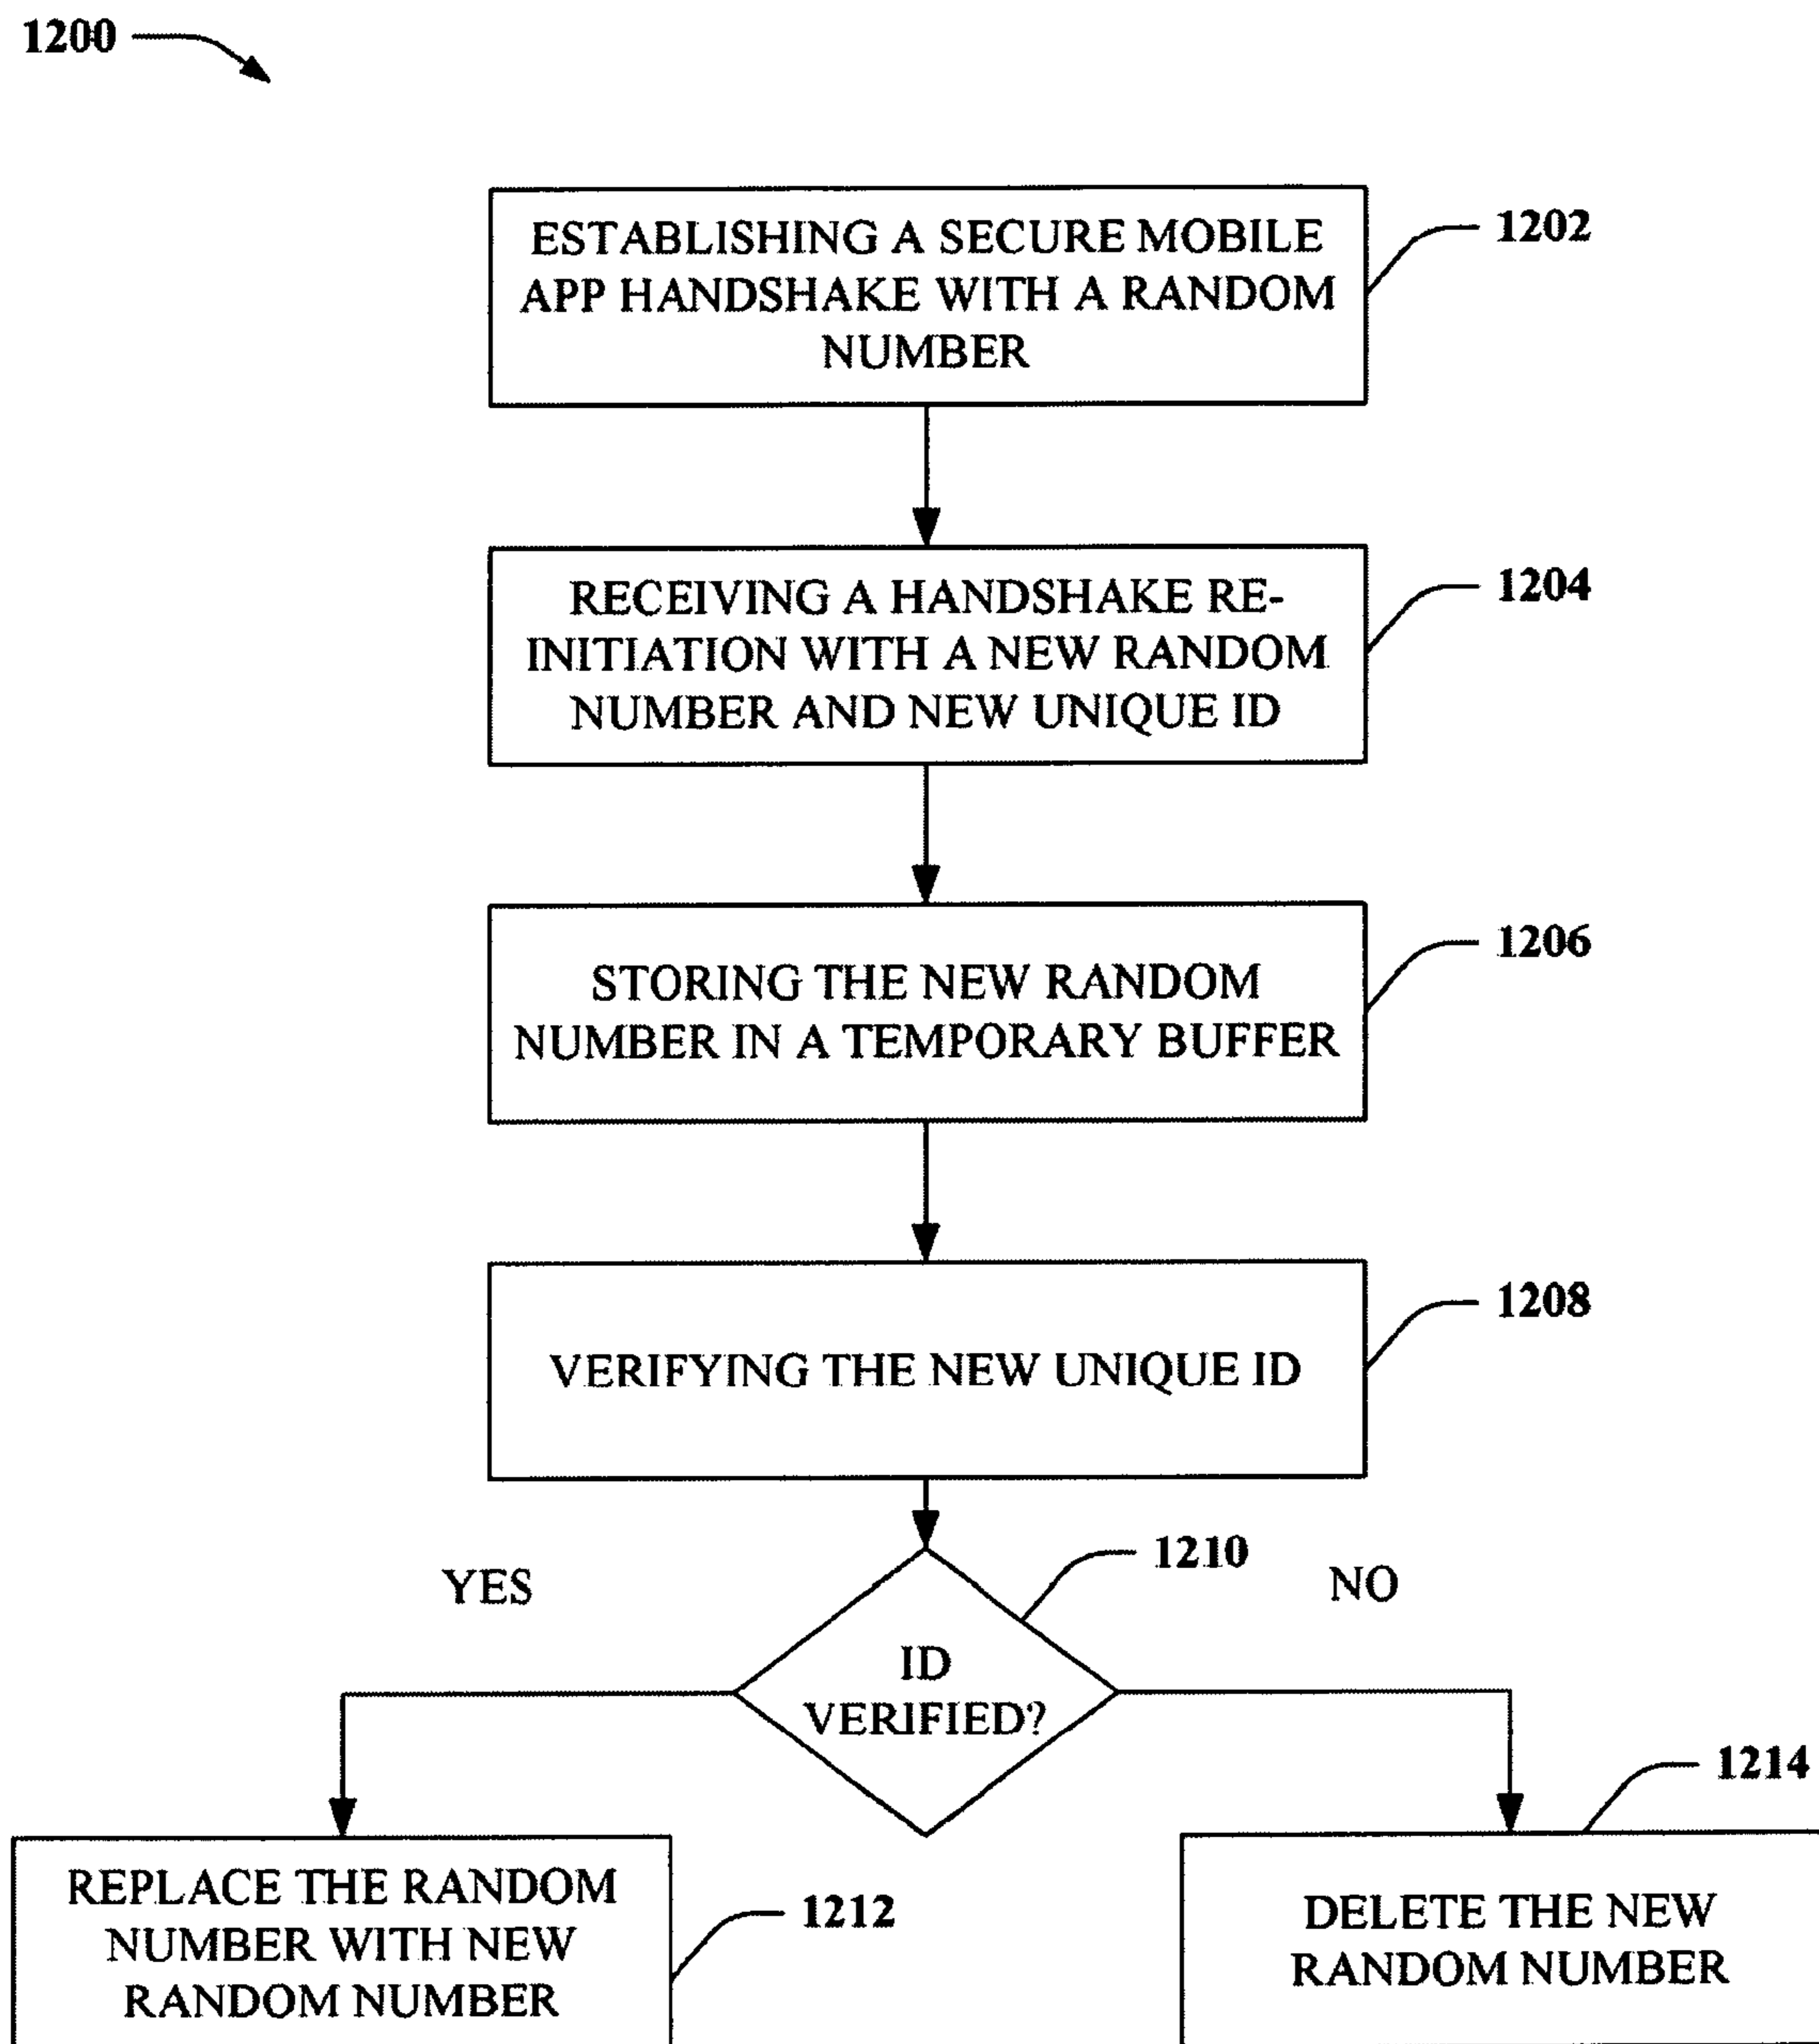 1200
ESTABLISHING A SECURE MOBILE
APP HANDSHAKE WITH A RANDOM
NUMBER
1202
RECEIVING A HANDSHAKE RE-
INITIATION WITH A NEW RANDOM
NUMBER AND NEW UNIQUE ID
1204
STORING THE NEW RANDOM
NUMBER IN A TEMPORARY BUFFER
1206
VERIFYING THE NEW UNIQUE ID
1208
YES
1210
NO
ID
VERIFIED?
REPLACE THE RANDOM
NUMBER WITH NEW
RANDOM NUMBER
1212
1214
DELETE THE NEW
RANDOM NUMBER